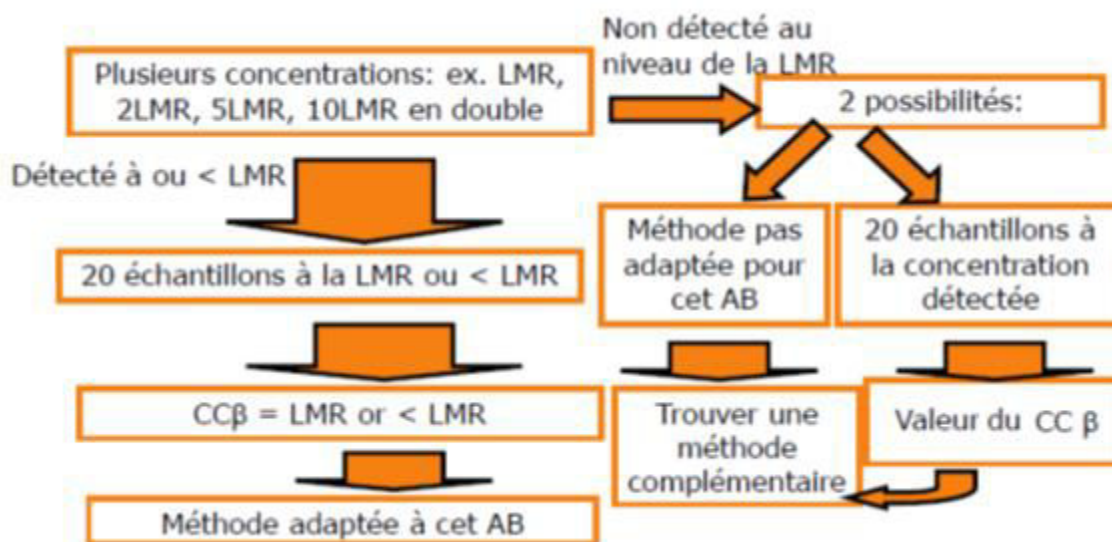 Plusieurs concentrations: ex. LMR,
2LMR, 5LMR, 10LMR en double
Non détecté au
niveau de la LMR
2 possibilités:
Détecté à ou < LMR
20 échantillons à la LMR ou < LMR
CCβ = LMR or < LMR
Méthode adaptée à cet AB
Méthode pas
adaptée pour
cet AB
Trouver une
méthode
complémentaire
20 échantillons à
la concentration
détectée
Valeur du CC β